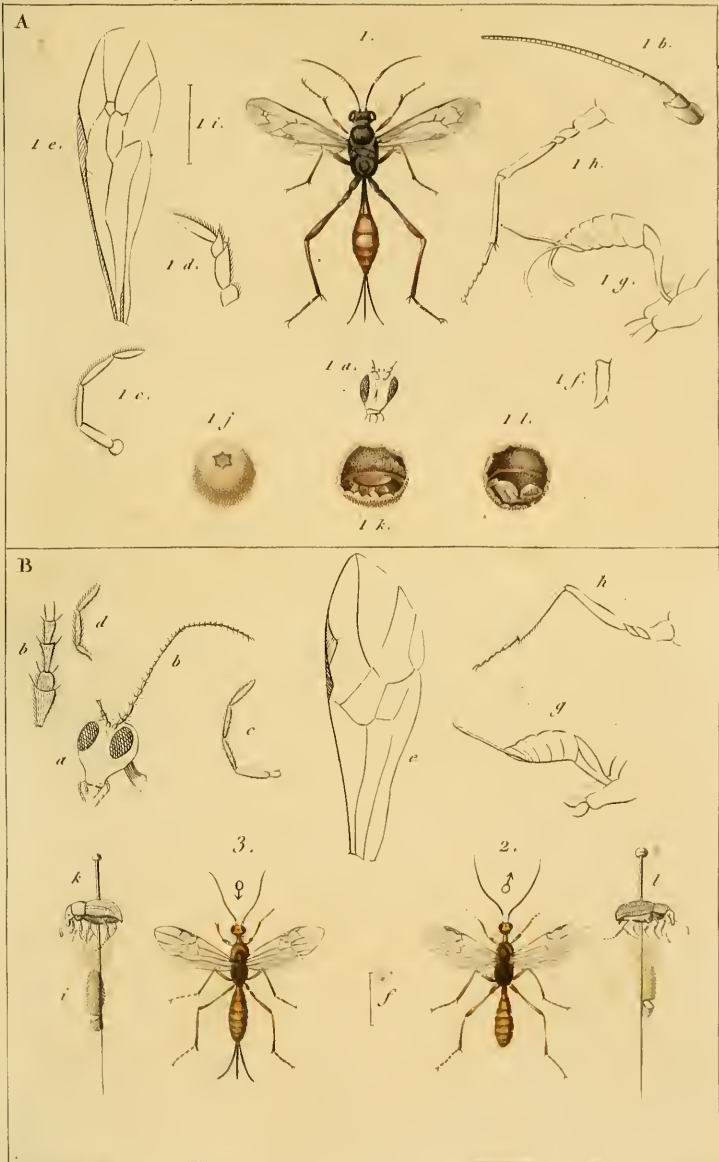 A
1.
1 b.
1 e.
1 i.
1 h.
1 d.
1 g.
1 a.
1 f.
1 c.
1 j
1 l.
1 k.
B
h
d
b
b
g
c
a
e
3.
2.
k
♀
♂
l
i
f